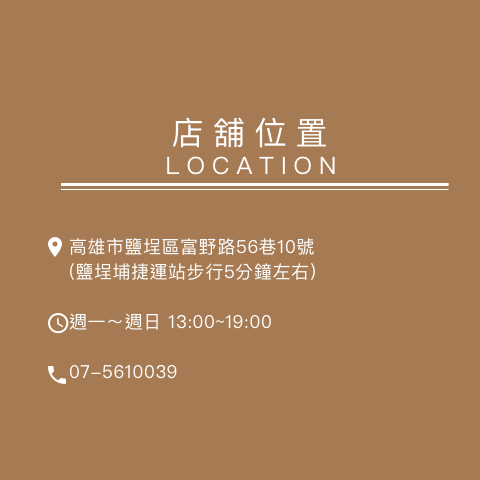 店舖位置
LOCATION
高雄市鹽埕區富野路56巷10號
(鹽埕埔捷運站步行5分鐘左右)
週一～週日 13:00~19:00
07-5610039